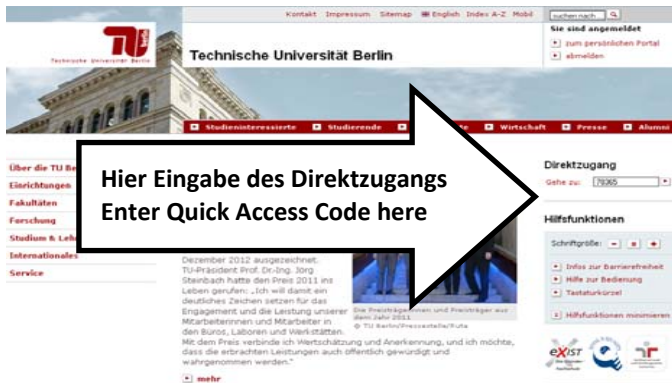 Kontakt Impressum Sitemap English Index A-Z Mobil
suchen nach
Sie sind angemeldet
zum persönlichen Portal
abmelden
Technische Universität Berlin
Technische Universität Berlin
Studieninteressierte Studierende Wirtschaft Presse Alumni
Über die TU Be
Einrichtungen
Fakultäten
Forschung
Studium & Leh
Internationales
Service
Hier Eingabe des Direktzugangs
Enter Quick Access Code here
Direktzugang
Gehe zu: 78365
Hilfsfunktionen
Schriftgröße: - o +
Infos zur Barrierefreiheit
Hilfe zur Bedienung
Tastaturkürzel
Hilfsfunktionen minimieren
Dezember 2012 ausgezeichnet.
TU-Präsident Prof. Dr.-Ing. Jörg
Steinbach hatte den Preis 2011 ins
Leben gerufen: „Ich will damit ein
deutliches Zeichen setzen für das
Engagement und die Leistung unserer
Mitarbeiterinnen und Mitarbeiter in
den Büros, Laboren und Werkstätten.
Mit dem Preis verbinde ich Wertschätzung und Anerkennung, und ich möchte,
dass die erbrachten Leistungen auch öffentlich gewürdigt und
wahrgenommen werden."
Die Preisträgerinnen und Preisträger aus
dem Jahr 2011
© TU Berlin/Pressestelle/Ruta
mehr
eXIST